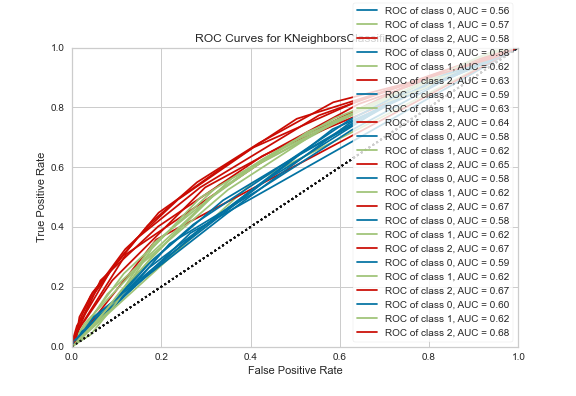 ROC Curves for KNeighborsClassifier
ROC of class 0, AUC = 0.56
ROC of class 1, AUC = 0.57
ROC of class 2, AUC = 0.58
ROC of class 0, AUC = 0.58
ROC of class 1, AUC = 0.62
ROC of class 2, AUC = 0.63
ROC of class 0, AUC = 0.59
ROC of class 1, AUC = 0.63
ROC of class 2, AUC = 0.64
ROC of class 0, AUC = 0.58
ROC of class 1, AUC = 0.62
ROC of class 2, AUC = 0.65
ROC of class 0, AUC = 0.58
ROC of class 1, AUC = 0.62
ROC of class 2, AUC = 0.67
ROC of class 0, AUC = 0.58
ROC of class 1, AUC = 0.62
ROC of class 2, AUC = 0.67
ROC of class 0, AUC = 0.59
ROC of class 1, AUC = 0.62
ROC of class 2, AUC = 0.67
ROC of class 0, AUC = 0.60
ROC of class 1, AUC = 0.62
ROC of class 2, AUC = 0.68
True Positive Rate
1.0
0.8
0.6
0.4
0.2
0.0
0.0 0.2 0.4 0.6 0.8 1.0
False Positive Rate